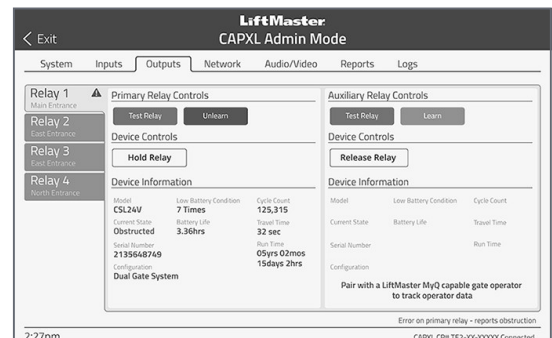 LiftMaster
< Exit
CAPXL Admin Mode
System Inputs Outputs Network Audio/Video Reports Logs
Relay 1
Main Entrance
Relay 2
East Entrance
Relay 3
East Entrance
Relay 4
North Entrance
Primary Relay Controls
Test Relay Unlearn
Device Controls
Hold Relay
Device Information
Model Low Battery Condition Cycle Count
CSL24V 7 Times 125,315
Current State Battery Life Travel Time
Obstructed 3.36hrs 32 sec
Serial Number Run Time
2135648749 05yrs 02mos
15days 2hrs
Configuration
Dual Gate System
Auxiliary Relay Controls
Test Relay Learn
Device Controls
Release Relay
Device Information
Model Low Battery Condition Cycle Count
Current State Battery Life Travel Time
Serial Number Run Time
Configuration
Pair with a LiftMaster MyQ capable gate operator
to track operator data
Error on primary relay - reports obstruction
2:27pm
Connected